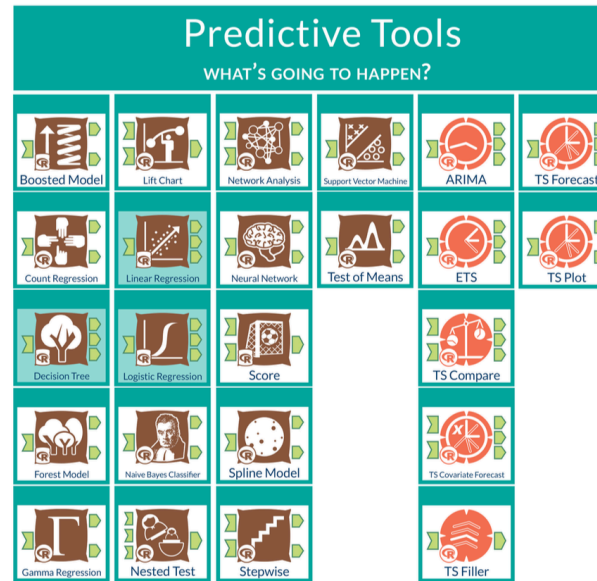 Predictive Tools
WHAT'S GOING TO HAPPEN?
Boosted Model
Lift Chart
Network Analysis
Support Vector Machine
ARIMA
TS Forecast
Count Regression
Linear Regression
Neural Network
Test of Means
ETS
TS Plot
Decision Tree
Logistic Regression
Score
TS Compare
Forest Model
Naive Bayes Classifier
Spline Model
TS Covariate Forecast
Gamma Regression
Nested Test
Stepwise
TS Filler